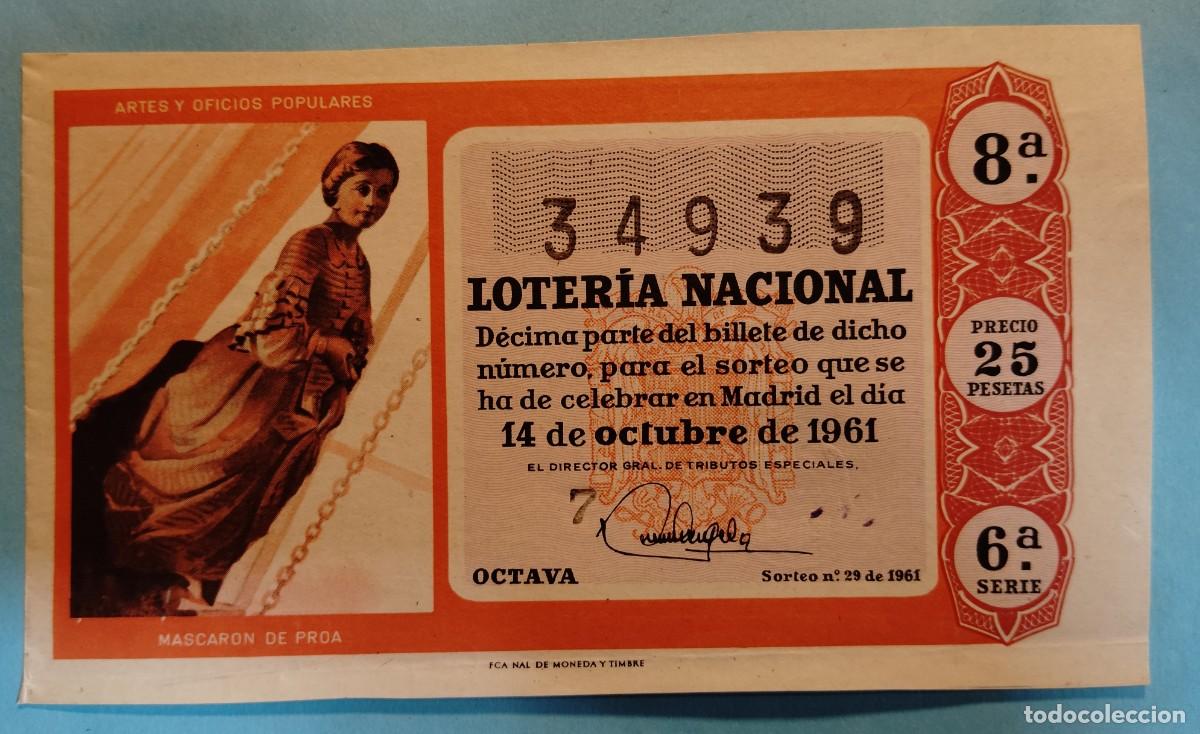 ARTES Y OFICIOS POPULARES
MASCARON DE PROA
34939
LOTERÍA NACIONAL
Décima parte del billete de dicho
número, para el sorteo que se
ha de celebrar en Madrid el día
14 de octubre de 1961
EL DIRECTOR GRAL. DE TRIBUTOS ESPECIALES,
7
OCTAVA
Sorteo nº. 29 de 1961
8ª.
PRECIO
25
PESETAS
6ª.
SERIE
FCA NAL DE MONEDA Y TIMBRE
todocoleccion